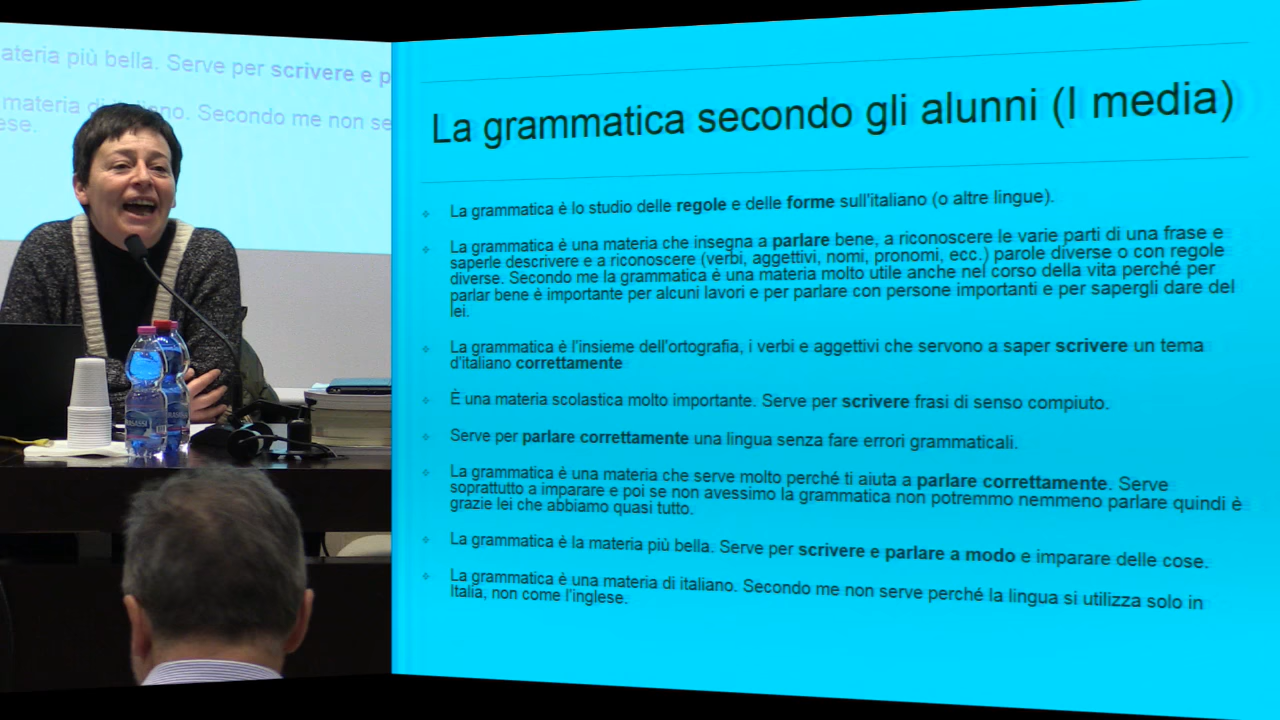 ateria più bella. Serve per scrivere e p
materia di no. Secondo me non se
ese.
La grammatica secondo gli alunni (I media)
La grammatica è lo studio delle regole e delle forme sull'italiano (o altre lingue).
La grammatica è una materia che insegna a parlare bene, a riconoscere le varie parti di una frase e
saperle descrivere e a riconoscere (verbi, aggettivi, nomi, pronomi, ecc.) parole diverse o con regole
diverse. Secondo me la grammatica è una materia molto utile anche nel corso della vita perché per
parlar bene è importante per alcuni lavori e per parlare con persone importanti e per sapergli dare del
lei.
La grammatica è l'insieme dell'ortografia, i verbi e aggettivi che servono a saper scrivere un tema
d'italiano correttamente
È una materia scolastica molto importante. Serve per scrivere frasi di senso compiuto.
Serve per parlare correttamente una lingua senza fare errori grammaticali.
La grammatica è una materia che serve molto perché ti aiuta a parlare correttamente. Serve
soprattutto a imparare e poi se non avessimo la grammatica non potremmo nemmeno parlare quindi è
grazie lei che abbiamo quasi tutto.
La grammatica è la materia più bella. Serve per scrivere e parlare a modo e imparare delle cose.
La grammatica è una materia di italiano. Secondo me non serve perché la lingua si utilizza solo in
Italia, non come l'inglese.